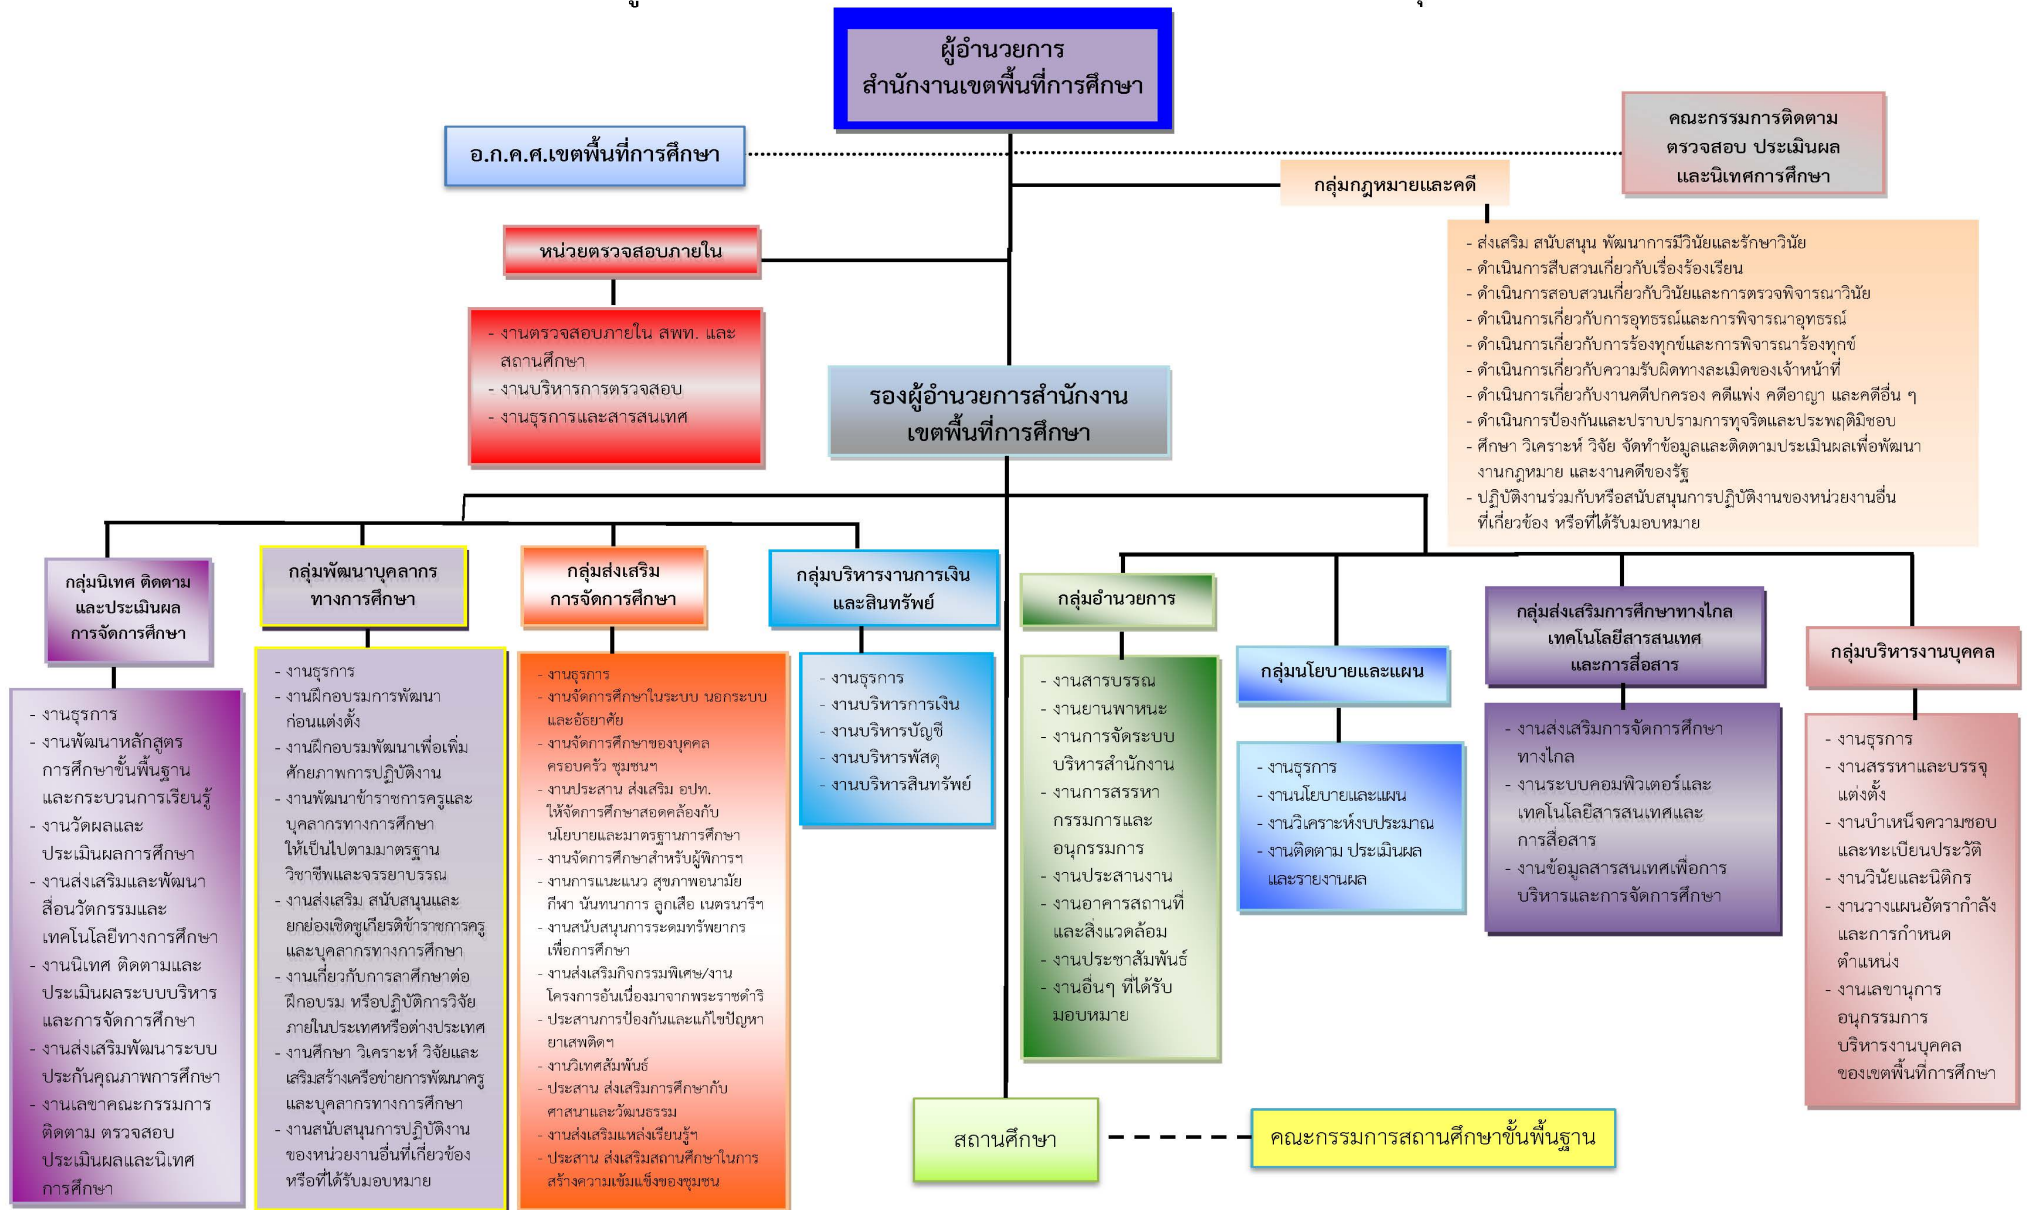 ผู้อำนวยการ
สำนักงานเขตพื้นที่การศึกษา
อ.ก.ค.ศ.เขตพื้นที่การศึกษา
คณะกรรมการติดตาม
ตรวจสอบ ประเมินผล
และนิเทศการศึกษา
กลุ่มกฎหมายและคดี
- ส่งเสริม สนับสนุน พัฒนาการมีวินัยและรักษาวินัย
- ดำเนินการสืบสวนเกี่ยวกับเรื่องร้องเรียน
- ดำเนินการสอบสวนเกี่ยวกับวินัยและการตรวจพิจารณาวินัย
- ดำเนินการเกี่ยวกับการอุทธรณ์และการพิจารณาอุทธรณ์
- ดำเนินการเกี่ยวกับการร้องทุกข์และการพิจารณาร้องทุกข์
- ดำเนินการเกี่ยวกับความรับผิดทางละเมิดของเจ้าหน้าที่
- ดำเนินการเกี่ยวกับงานคดีปกครอง คดีแพ่ง คดีอาญา และคดีอื่น ๆ
- ดำเนินการป้องกันและปราบปรามการทุจริตและประพฤติมิชอบ
- ศึกษา วิเคราะห์ วิจัย จัดทำข้อมูลและติดตามประเมินผลเพื่อพัฒนา
งานกฎหมาย และงานคดีของรัฐ
- ปฏิบัติงานร่วมกับหรือสนับสนุนการปฏิบัติงานของหน่วยงานอื่น
ที่เกี่ยวข้อง หรือที่ได้รับมอบหมาย
หน่วยตรวจสอบภายใน
- งานตรวจสอบภายใน สพท. และ
สถานศึกษา
- งานบริหารการตรวจสอบ
- งานธุรการและสารสนเทศ
รองผู้อำนวยการสำนักงาน
เขตพื้นที่การศึกษา
กลุ่มนิเทศ ติดตาม
และประเมินผล
การจัดการศึกษา
- งานธุรการ
- งานพัฒนาหลักสูตร
การศึกษาขั้นพื้นฐาน
และกระบวนการเรียนรู้
- งานวัดผลและ
ประเมินผลการศึกษา
- งานส่งเสริมและพัฒนา
สื่อนวัตกรรมและ
เทคโนโลยีทางการศึกษา
- งานนิเทศ ติดตามและ
ประเมินผลระบบบริหาร
และการจัดการศึกษา
- งานส่งเสริมพัฒนาระบบ
ประกันคุณภาพการศึกษา
- งานเลขาคณะกรรมการ
ติดตาม ตรวจสอบ
ประเมินผลและนิเทศ
การศึกษา
กลุ่มพัฒนาบุคลากร
ทางการศึกษา
- งานธุรการ
- งานฝึกอบรมการพัฒนา
ก่อนแต่งตั้ง
- งานฝึกอบรมพัฒนาเพื่อเพิ่ม
ศักยภาพการปฏิบัติงาน
- งานพัฒนาข้าราชการครูและ
บุคลากรทางการศึกษา
ให้เป็นไปตามมาตรฐาน
วิชาชีพและจรรยาบรรณ
- งานส่งเสริม สนับสนุนและ
ยกย่องเชิดชูเกียรติข้าราชการครู
และบุคลากรทางการศึกษา
- งานเกี่ยวกับการลาศึกษาต่อ
ฝึกอบรม หรือปฏิบัติการวิจัย
ภายในประเทศหรือต่างประเทศ
- งานศึกษา วิเคราะห์ วิจัยและ
เสริมสร้างเครือข่ายการพัฒนาครู
และบุคลากรทางการศึกษา
- งานสนับสนุนการปฏิบัติงาน
ของหน่วยงานอื่นที่เกี่ยวข้อง
หรือที่ได้รับมอบหมาย
กลุ่มส่งเสริม
การจัดการศึกษา
- งานธุรการ
- งานจัดการศึกษาในระบบ นอกระบบ
และอัธยาศัย
- งานจัดการศึกษาของบุคคล
ครอบครัว ชุมชนฯ
- งานประสาน ส่งเสริม อปท.
ให้จัดการศึกษาสอดคล้องกับ
นโยบายและมาตรฐานการศึกษา
- งานจัดการศึกษาสำหรับผู้พิการฯ
- งานการแนะแนว สุขภาพอนามัย
กีฬา นันทนาการ ลูกเสือ เนตรนารีฯ
- งานสนับสนุนการระดมทรัพยากร
เพื่อการศึกษา
- งานส่งเสริมกิจกรรมพิเศษ/งาน
โครงการอันเนื่องมาจากพระราชดำริ
- ประสานการป้องกันและแก้ไขปัญหา
ยาเสพติดฯ
- งานวิเทศสัมพันธ์
- ประสาน ส่งเสริมการศึกษากับ
ศาสนาและวัฒนธรรม
- งานส่งเสริมแหล่งเรียนรู้ฯ
- ประสาน ส่งเสริมสถานศึกษาในการ
สร้างความเข้มแข็งของชุมชน
กลุ่มบริหารงานการเงิน
และสินทรัพย์
- งานธุรการ
- งานบริหารการเงิน
- งานบริหารบัญชี
- งานบริหารพัสดุ
- งานบริหารสินทรัพย์
กลุ่มอำนวยการ
- งานสารบรรณ
- งานยานพาหนะ
- งานการจัดระบบ
บริหารสำนักงาน
- งานการสรรหา
กรรมการและ
อนุกรรมการ
- งานประสานงาน
- งานอาคารสถานที่
และสิ่งแวดล้อม
- งานประชาสัมพันธ์
- งานอื่นๆ ที่ได้รับ
มอบหมาย
กลุ่มนโยบายและแผน
- งานธุรการ
- งานนโยบายและแผน
- งานวิเคราะห์งบประมาณ
- งานติดตาม ประเมินผล
และรายงานผล
กลุ่มส่งเสริมการศึกษาทางไกล
เทคโนโลยีสารสนเทศ
และการสื่อสาร
- งานส่งเสริมการจัดการศึกษา
ทางไกล
- งานระบบคอมพิวเตอร์และ
เทคโนโลยีสารสนเทศและ
การสื่อสาร
- งานข้อมูลสารสนเทศเพื่อการ
บริหารและการจัดการศึกษา
กลุ่มบริหารงานบุคคล
- งานธุรการ
- งานสรรหาและบรรจุ
แต่งตั้ง
- งานบำเหน็จความชอบ
และทะเบียนประวัติ
- งานวินัยและนิติกร
- งานวางแผนอัตรากำลัง
และการกำหนด
ตำแหน่ง
- งานเลขานุการ
อนุกรรมการ
บริหารงานบุคคล
ของเขตพื้นที่การศึกษา
สถานศึกษา
คณะกรรมการสถานศึกษาขั้นพื้นฐาน